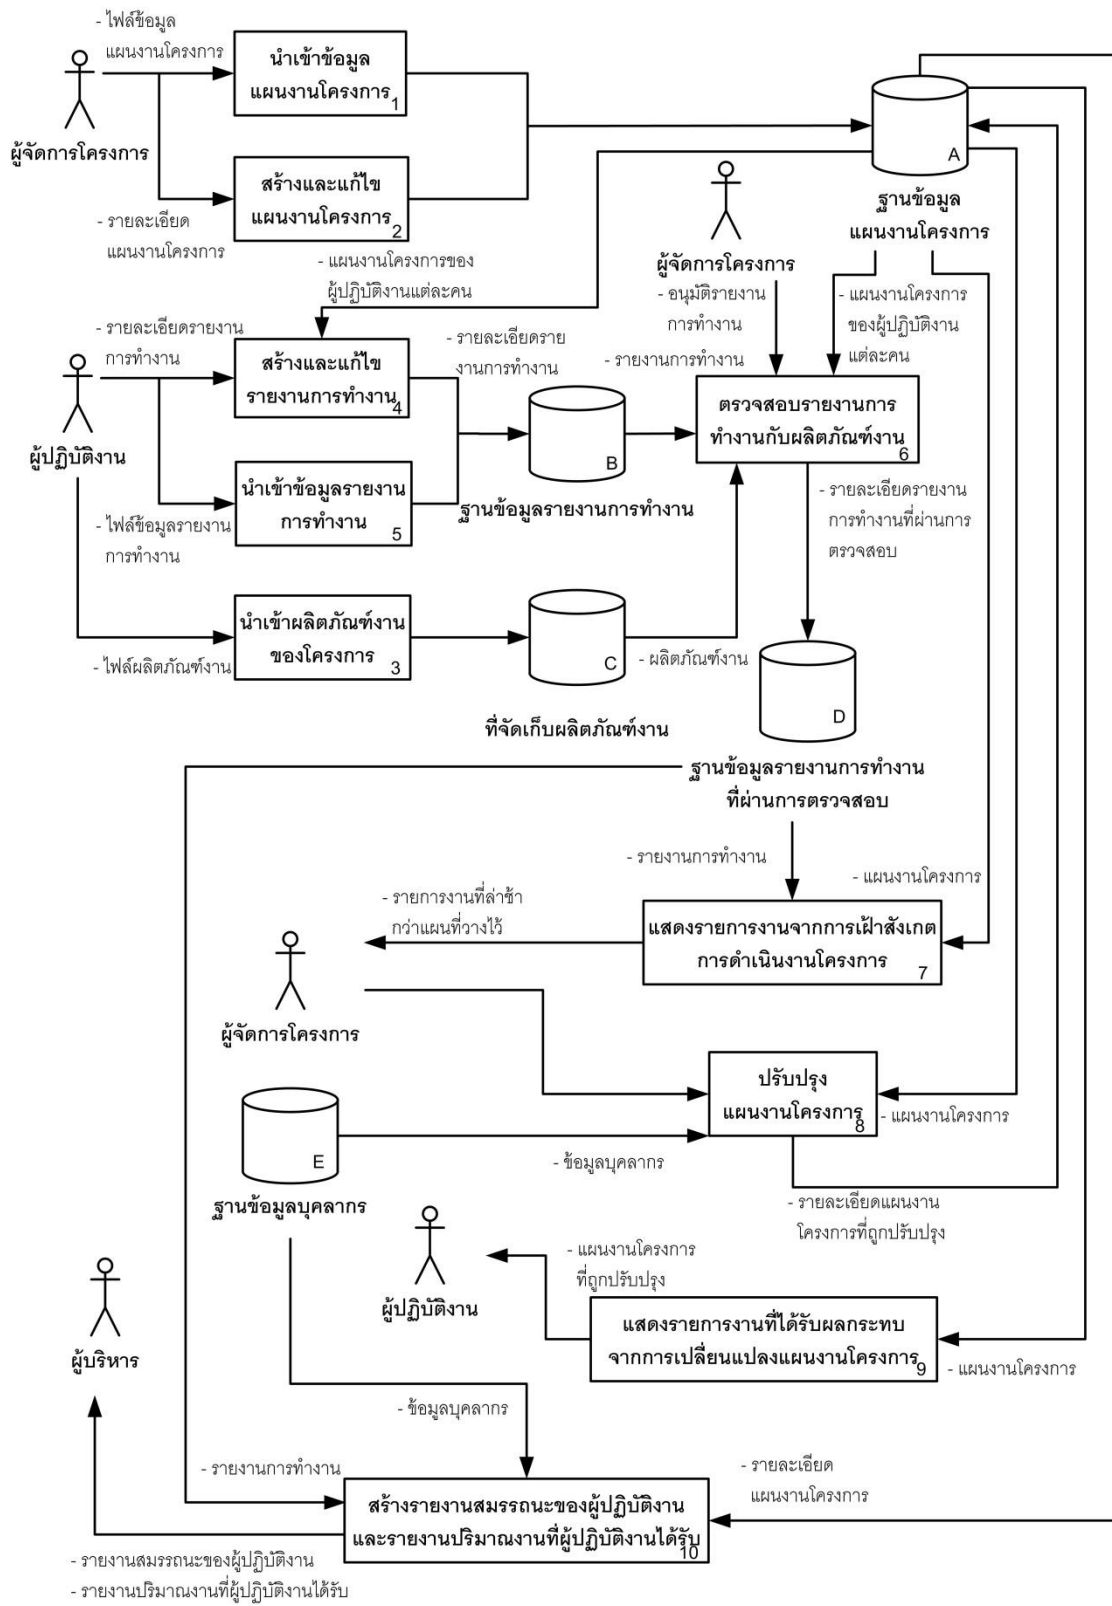 - ไฟล์ข้อมูล
แผนงานโครงการ
นำเข้าข้อมูล
แผนงานโครงการ
1
ผู้จัดการโครงการ
สร้างและแก้ไข
แผนงานโครงการ
2
- รายละเอียด
แผนงานโครงการ
A
ฐานข้อมูล
แผนงานโครงการ
ผู้จัดการโครงการ
- แผนงานโครงการของ
ผู้ปฏิบัติงานแต่ละคน
- อนุมัติรายงาน
การทำงาน
- แผนงานโครงการ
ของผู้ปฏิบัติงาน
แต่ละคน
- รายละเอียดรายงาน
การทำงาน
สร้างและแก้ไข
รายงานการทำงาน
4
- รายละเอียดราย
งานการทำงาน
- รายงานการทำงาน
ตรวจสอบรายงานการ
ทำงานกับผลิตภัณฑ์งาน
6
ผู้ปฏิบัติงาน
B
ฐานข้อมูลรายงานการทำงาน
นำเข้าข้อมูลรายงาน
การทำงาน
5
- ไฟล์ข้อมูลรายงาน
การทำงาน
- รายละเอียดรายงาน
การทำงานที่ผ่านการ
ตรวจสอบ
นำเข้าผลิตภัณฑ์งาน
ของโครงการ
3
- ไฟล์ผลิตภัณฑ์งาน
C
- ผลิตภัณฑ์งาน
ที่จัดเก็บผลิตภัณฑ์งาน
D
ฐานข้อมูลรายงานการทำงาน
ที่ผ่านการตรวจสอบ
- รายงานการทำงาน
- แผนงานโครงการ
- รายการงานที่ล่าช้า
กว่าแผนที่วางไว้
แสดงรายการงานจากการเฝ้าสังเกต
การดำเนินงานโครงการ
7
ผู้จัดการโครงการ
ปรับปรุง
แผนงานโครงการ
8
- แผนงานโครงการ
E
- ข้อมูลบุคลากร
ฐานข้อมูลบุคลากร
- รายละเอียดแผนงาน
โครงการที่ถูกปรับปรุง
ผู้ปฏิบัติงาน
- แผนงานโครงการ
ที่ถูกปรับปรุง
แสดงรายการงานที่ได้รับผลกระทบ
จากการเปลี่ยนแปลงแผนงานโครงการ
9
- แผนงานโครงการ
ผู้บริหาร
- ข้อมูลบุคลากร
- รายงานการทำงาน
- รายละเอียด
แผนงานโครงการ
สร้างรายงานสมรรถนะของผู้ปฏิบัติงาน
และรายงานปริมาณงานที่ผู้ปฏิบัติงานได้รับ
10
- รายงานสมรรถนะของผู้ปฏิบัติงาน
- รายงานปริมาณงานที่ผู้ปฏิบัติงานได้รับ